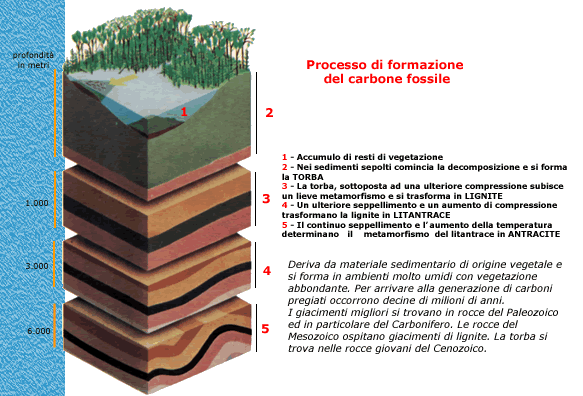 profondità
in metri
Processo di formazione
del carbone fossile
1
2
3
4
5
1.000
3.000
6.000
1 - Accumulo di resti di vegetazione
2 - Nei sedimenti sepolti comincia la decomposizione e si forma
la TORBA
3 - La torba, sottoposta ad una ulteriore compressione subisce
un lieve metamorfismo e si trasforma in LIGNITE
4 - Un ulteriore seppellimento e un aumento di compressione
trasformano la lignite in LITANTRACE
5 - Il continuo seppellimento e l'aumento della temperatura
determinano il metamorfismo del litantrace in ANTRACITE
Deriva da materiale sedimentario di origine vegetale e
si forma in ambienti molto umidi con vegetazione
abbondante. Per arrivare alla generazione di carboni
pregiati occorrono decine di milioni di anni.
I giacimenti migliori si trovano in rocce del Paleozoico
ed in particolare del Carbonifero. Le rocce del
Mesozoico ospitano giacimenti di lignite. La torba si
trova nelle rocce giovani del Cenozoico.